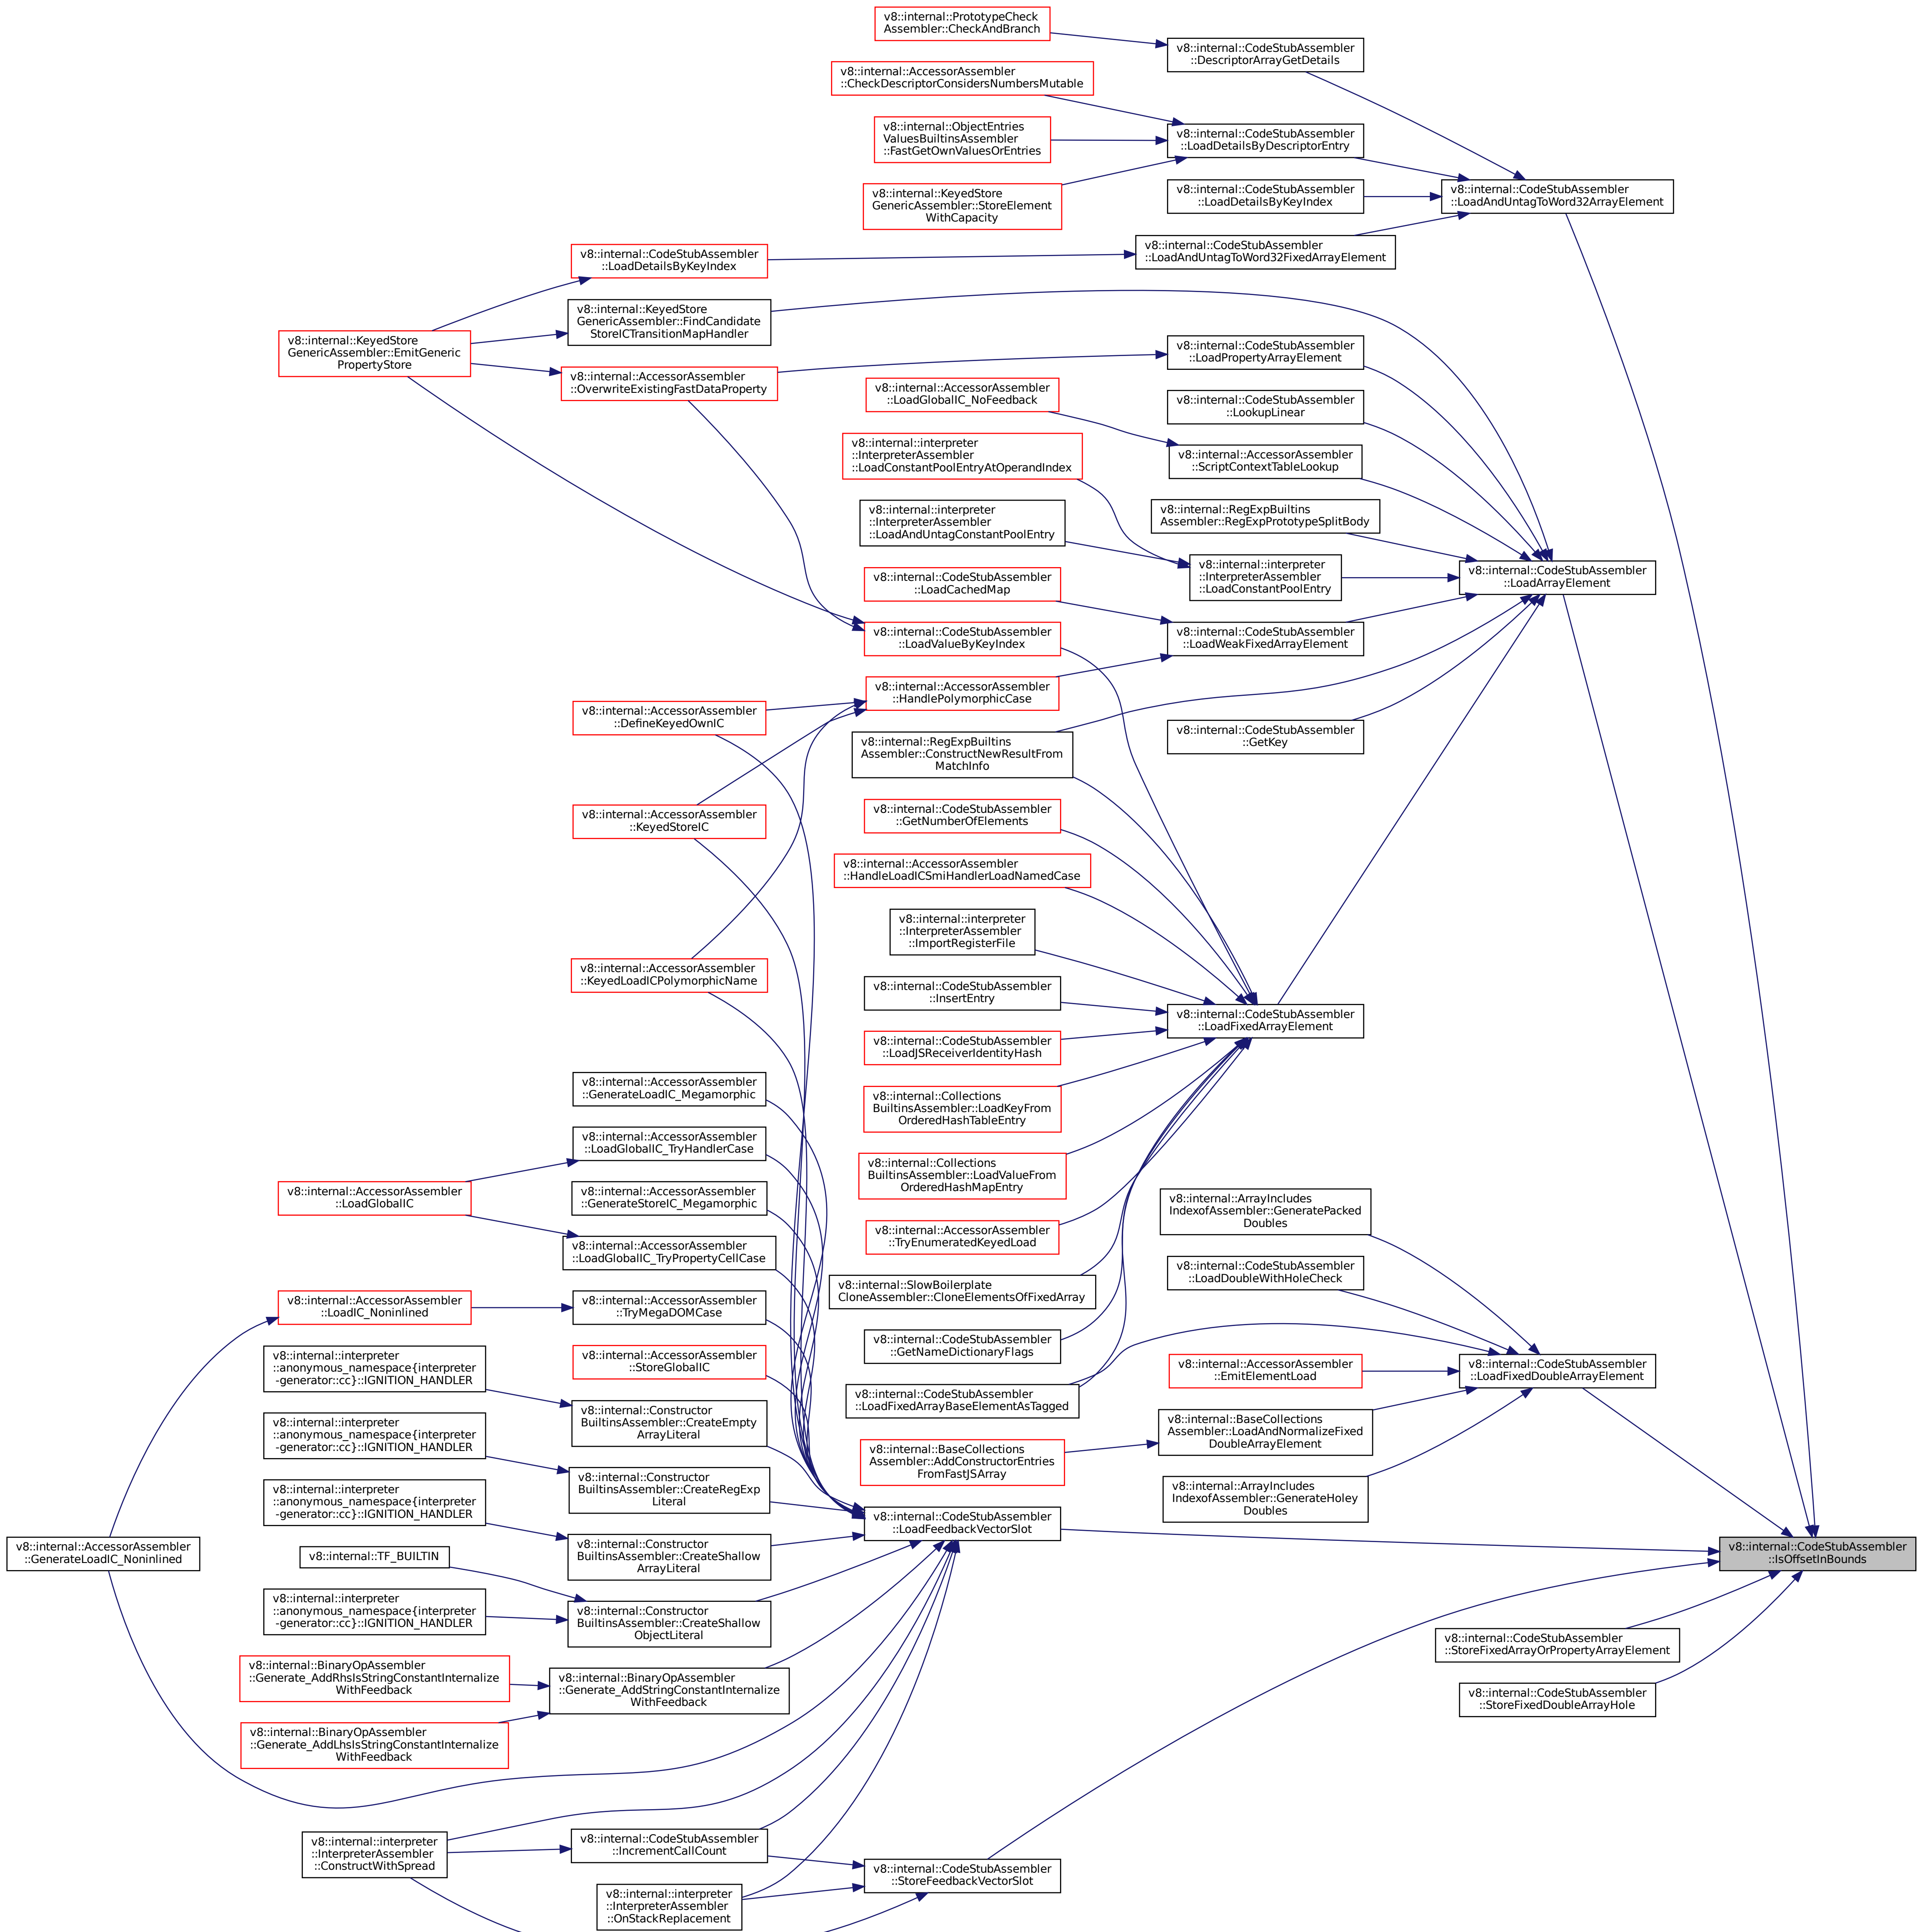 v8::internal::PrototypeCheck
Assembler::CheckAndBranch
v8::internal::CodeStubAssembler
::DescriptorArrayGetDetails
v8::internal::AccessorAssembler
::CheckDescriptorConsidersNumbersMutable
v8::internal::ObjectEntries
ValuesBuiltinsAssembler
::FastGetOwnValuesOrEntries
v8::internal::CodeStubAssembler
::LoadDetailsByDescriptorEntry
v8::internal::KeyedStore
GenericAssembler::StoreElement
WithCapacity
v8::internal::CodeStubAssembler
::LoadDetailsByKeyIndex
v8::internal::CodeStubAssembler
::LoadAndUntagToWord32ArrayElement
v8::internal::CodeStubAssembler
::LoadDetailsByKeyIndex
v8::internal::CodeStubAssembler
::LoadAndUntagToWord32FixedArrayElement
v8::internal::KeyedStore
GenericAssembler::FindCandidate
StoreICTransitionMapHandler
v8::internal::KeyedStore
GenericAssembler::EmitGeneric
PropertyStore
v8::internal::CodeStubAssembler
::LoadPropertyArrayElement
v8::internal::AccessorAssembler
::OverwriteExistingFastDataProperty
v8::internal::AccessorAssembler
::LoadGlobalIC_NoFeedback
v8::internal::CodeStubAssembler
::LookupLinear
v8::internal::interpreter
::InterpreterAssembler
::LoadConstantPoolEntryAtOperandIndex
v8::internal::AccessorAssembler
::ScriptContextTableLookup
v8::internal::interpreter
::InterpreterAssembler
::LoadAndUntagConstantPoolEntry
v8::internal::RegExpBuiltins
Assembler::RegExpPrototypeSplitBody
v8::internal::CodeStubAssembler
::LoadCachedMap
v8::internal::interpreter
::InterpreterAssembler
::LoadConstantPoolEntry
v8::internal::CodeStubAssembler
::LoadArrayElement
v8::internal::CodeStubAssembler
::LoadValueByKeyIndex
v8::internal::CodeStubAssembler
::LoadWeakFixedArrayElement
v8::internal::AccessorAssembler
::HandlePolymorphicCase
v8::internal::AccessorAssembler
::DefineKeyedOwnIC
v8::internal::RegExpBuiltins
Assembler::ConstructNewResultFrom
MatchInfo
v8::internal::CodeStubAssembler
::GetKey
v8::internal::AccessorAssembler
::KeyedStoreIC
v8::internal::CodeStubAssembler
::GetNumberOfElements
v8::internal::AccessorAssembler
::HandleLoadICSmiHandlerLoadNamedCase
v8::internal::interpreter
::InterpreterAssembler
::ImportRegisterFile
v8::internal::AccessorAssembler
::KeyedLoadICPolymorphicName
v8::internal::CodeStubAssembler
::InsertEntry
v8::internal::CodeStubAssembler
::LoadFixedArrayElement
v8::internal::CodeStubAssembler
::LoadJSReceiverIdentityHash
v8::internal::AccessorAssembler
::GenerateLoadIC_Megamorphic
v8::internal::Collections
BuiltinsAssembler::LoadKeyFrom
OrderedHashTableEntry
v8::internal::AccessorAssembler
::LoadGlobalIC_TryHandlerCase
v8::internal::Collections
BuiltinsAssembler::LoadValueFrom
OrderedHashMapEntry
v8::internal::AccessorAssembler
::LoadGlobalIC
v8::internal::AccessorAssembler
::GenerateStoreIC_Megamorphic
v8::internal::ArrayIncludes
IndexofAssembler::GeneratePacked
Doubles
v8::internal::AccessorAssembler
::LoadGlobalIC_TryPropertyCellCase
v8::internal::AccessorAssembler
::TryEnumeratedKeyedLoad
v8::internal::CodeStubAssembler
::LoadDoubleWithHoleCheck
v8::internal::AccessorAssembler
::LoadIC_Noninlined
v8::internal::AccessorAssembler
::TryMegaDOMCase
v8::internal::SlowBoilerplate
CloneAssembler::CloneElementsOfFixedArray
v8::internal::CodeStubAssembler
::GetNameDictionaryFlags
v8::internal::interpreter
::anonymous_namespace{interpreter
-generator::cc}::IGNITION_HANDLER
v8::internal::AccessorAssembler
::StoreGlobalIC
v8::internal::AccessorAssembler
::EmitElementLoad
v8::internal::CodeStubAssembler
::LoadFixedDoubleArrayElement
v8::internal::CodeStubAssembler
::LoadFixedArrayBaseElementAsTagged
v8::internal::interpreter
::anonymous_namespace{interpreter
-generator::cc}::IGNITION_HANDLER
v8::internal::Constructor
BuiltinsAssembler::CreateEmpty
ArrayLiteral
v8::internal::BaseCollections
Assembler::AddConstructorEntries
FromFastJSArray
v8::internal::BaseCollections
Assembler::LoadAndNormalizeFixed
DoubleArrayElement
v8::internal::interpreter
::anonymous_namespace{interpreter
-generator::cc}::IGNITION_HANDLER
v8::internal::Constructor
BuiltinsAssembler::CreateRegExp
Literal
v8::internal::ArrayIncludes
IndexofAssembler::GenerateHoley
Doubles
v8::internal::CodeStubAssembler
::LoadFeedbackVectorSlot
v8::internal::AccessorAssembler
::GenerateLoadIC_Noninlined
v8::internal::TF_BUILTIN
v8::internal::Constructor
BuiltinsAssembler::CreateShallow
ArrayLiteral
v8::internal::CodeStubAssembler
::IsOffsetInBounds
v8::internal::interpreter
::anonymous_namespace{interpreter
-generator::cc}::IGNITION_HANDLER
v8::internal::Constructor
BuiltinsAssembler::CreateShallow
ObjectLiteral
v8::internal::CodeStubAssembler
::StoreFixedArrayOrPropertyArrayElement
v8::internal::BinaryOpAssembler
::Generate_AddRhsIsStringConstantInternalize
WithFeedback
v8::internal::BinaryOpAssembler
::Generate_AddStringConstantInternalize
WithFeedback
v8::internal::CodeStubAssembler
::StoreFixedDoubleArrayHole
v8::internal::BinaryOpAssembler
::Generate_AddLhsIsStringConstantInternalize
WithFeedback
v8::internal::interpreter
::InterpreterAssembler
::ConstructWithSpread
v8::internal::CodeStubAssembler
::IncrementCallCount
v8::internal::CodeStubAssembler
::StoreFeedbackVectorSlot
v8::internal::interpreter
::InterpreterAssembler
::OnStackReplacement